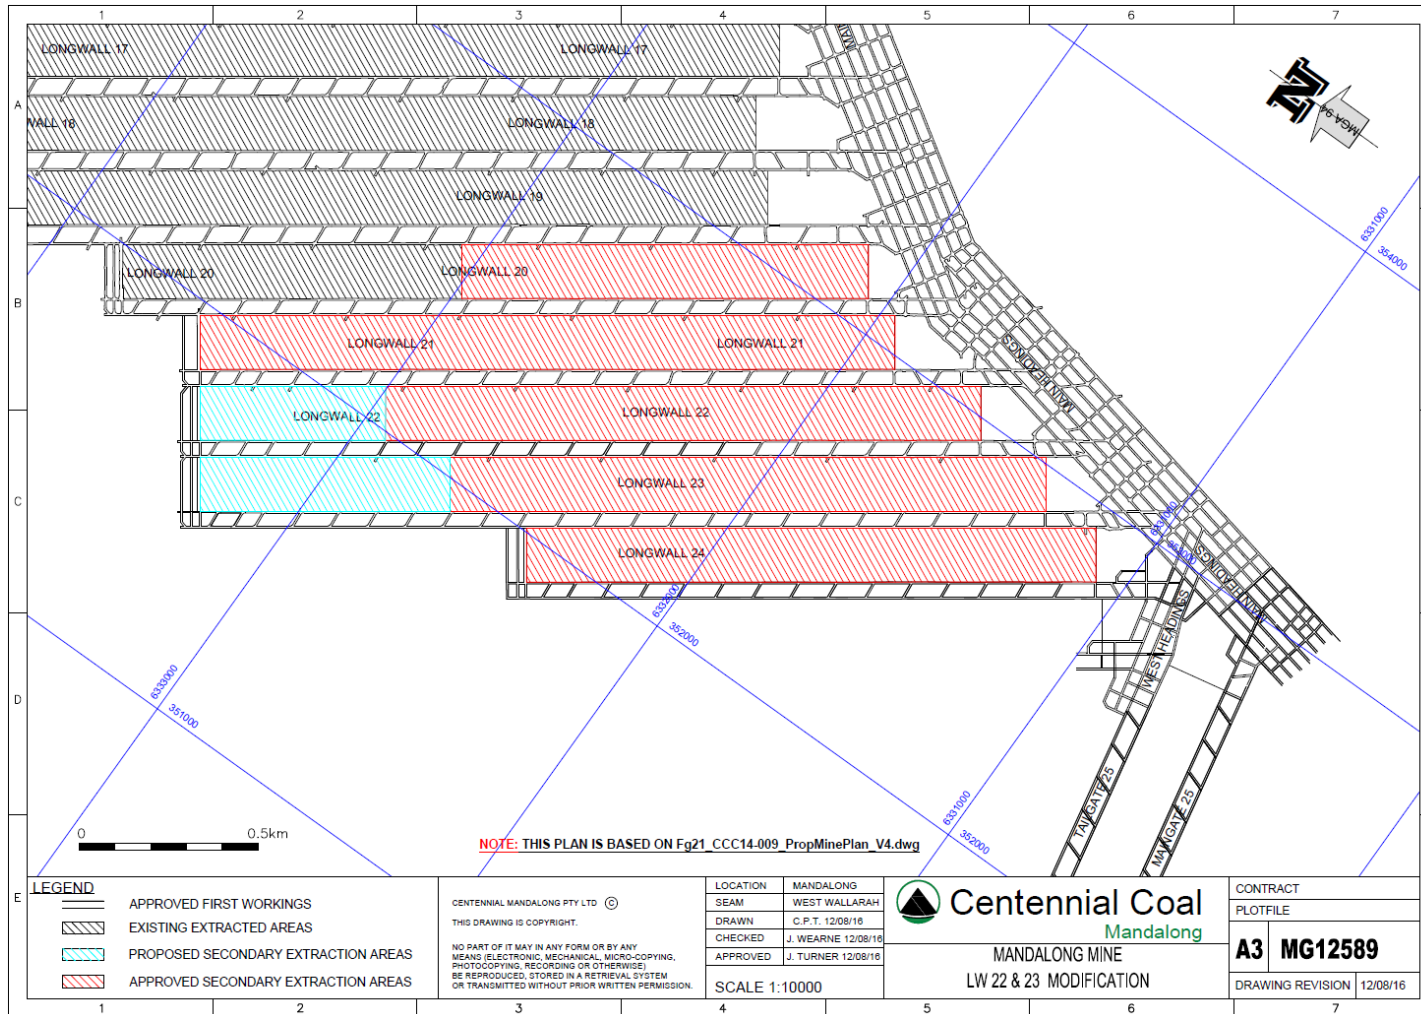 1 2 3 4 5 6 7
A
B
C
D
E
LONGWALL 17 LONGWALL 17
WALL 18 LONGWALL 18
LONGWALL 19
LONGWALL 20 LONGWALL 20
LONGWALL 21 LONGWALL 21
LONGWALL 22 LONGWALL 22
LONGWALL 23
LONGWALL 24
MAIN
MAIN HEADINGS
MAIN HEADINGS
WEST HEADINGS
TAILGATE 25
MAINGATE 25
N
MGA 94
6331000
354000
6332000
352000
6333000
351000
6331000
352000
0 0.5km
NOTE: THIS PLAN IS BASED ON Fg21_CCC14-009_PropMinePlan_V4.dwg
LEGEND
APPROVED FIRST WORKINGS
EXISTING EXTRACTED AREAS
PROPOSED SECONDARY EXTRACTION AREAS
APPROVED SECONDARY EXTRACTION AREAS
CENTENNIAL MANDALONG PTY LTD ©
THIS DRAWING IS COPYRIGHT.
NO PART OF IT MAY IN ANY FORM OR BY ANY
MEANS (ELECTRONIC, MECHANICAL, MICRO-COPYING,
PHOTOCOPYING, RECORDING OR OTHERWISE)
BE REPRODUCED, STORED IN A RETRIEVAL SYSTEM
OR TRANSMITTED WITHOUT PRIOR WRITTEN PERMISSION.
LOCATION MANDALONG
SEAM WEST WALLARAH
DRAWN C.P.T. 12/08/16
CHECKED J. WEARNE 12/08/16
APPROVED J. TURNER 12/08/16
SCALE 1:10000
Centennial Coal
Mandalong
MANDALONG MINE
LW 22 & 23 MODIFICATION
CONTRACT
PLOTFILE
A3 MG12589
DRAWING REVISION 12/08/16
1 2 3 4 5 6 7